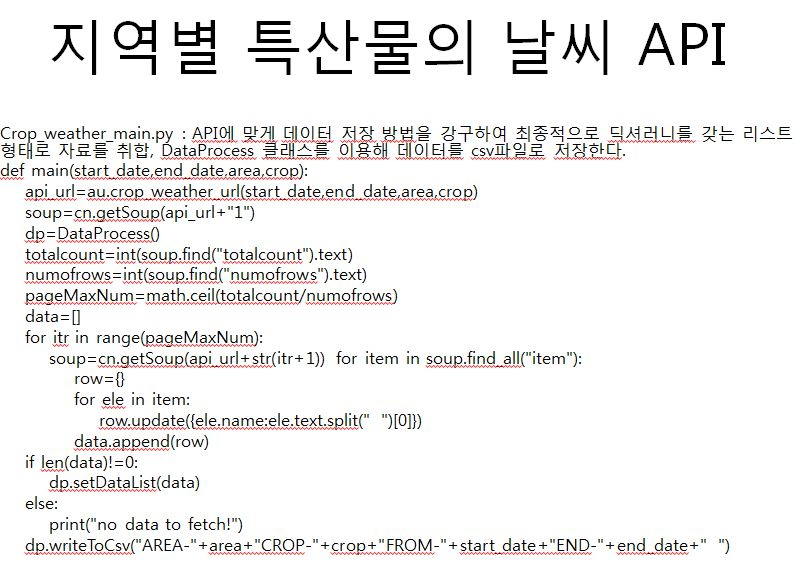 지역별 특산물의 날씨 API
Crop_weather_main.py : API에 맞게 데이터 저장 방법을 강구하여 최종적으로 딕셔러니를 갖는 리스트
형태로 자료를 취합, DataProcess 클래스를 이용해 데이터를 csv파일로 저장한다.
def main(start_date,end_date,area,crop):
    api_url=au.crop_weather_url(start_date,end_date,area,crop)
    soup=cn.getSoup(api_url+"1")
    dp=DataProcess()
    totalcount=int(soup.find("totalcount").text)
    numofrows=int(soup.find("numofrows").text)
    pageMaxNum=math.ceil(totalcount/numofrows)
    data=[]
    for itr in range(pageMaxNum):
        soup=cn.getSoup(api_url+str(itr+1))  for item in soup.find_all("item"):
            row={}
            for ele in item:
                row.update({ele.name:ele.text.split("  ")[0]})
            data.append(row)
    if len(data)!=0:
        dp.setDataList(data)
    else:
        print("no data to fetch!")
    dp.writeToCsv("AREA-"+area+"CROP-"+crop+"FROM-"+start_date+"END-"+end_date+"  ")